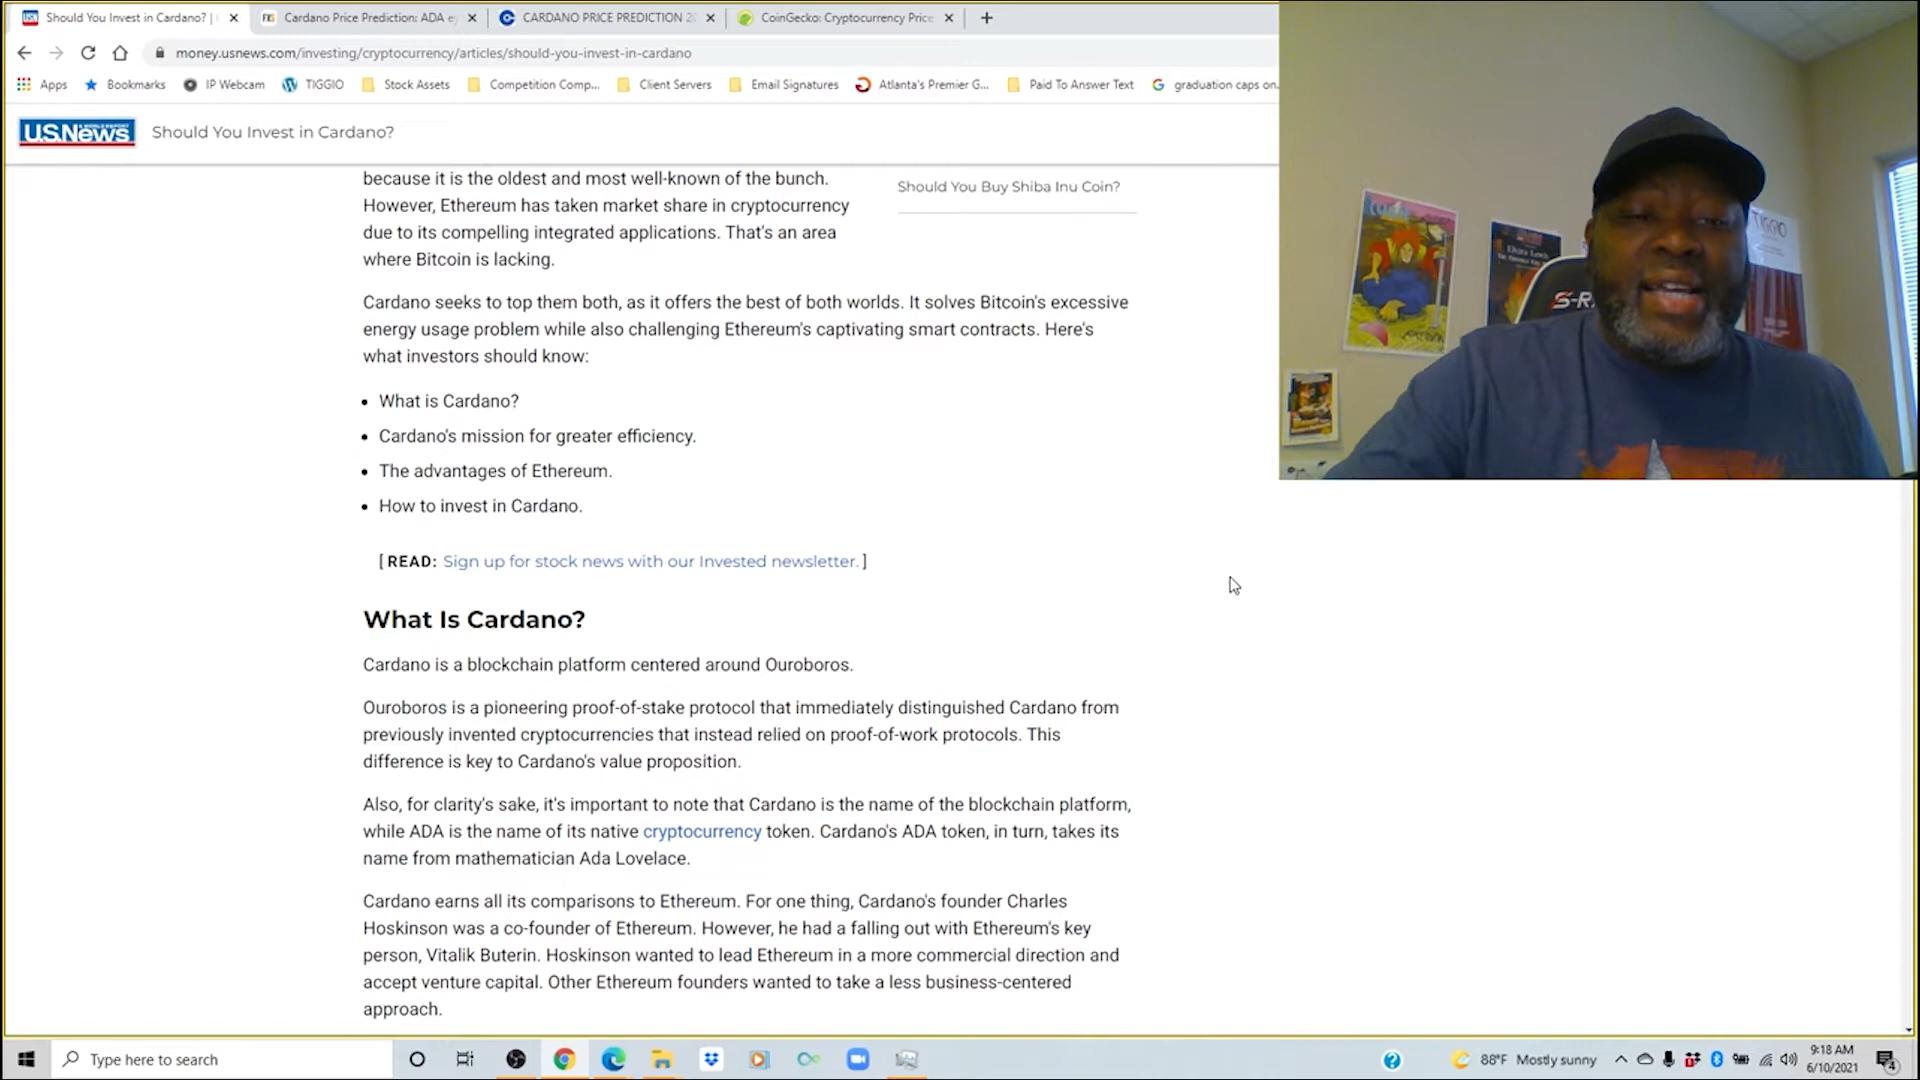 Should You Invest in Cardano? |
Cardano Price Prediction: ADA e
CARDANO PRICE PREDICTION 2
CoinGecko: Cryptocurrency Price
money.usnews.com/investing/cryptocurrency/articles/should-you-invest-in-cardano
Apps Bookmarks IP Webcam TIGGIO Stock Assets Competition Comp... Client Servers Email Signatures Atlanta's Premier G... Paid To Answer Text graduation caps on.
U.S.News Should You Invest in Cardano?
because it is the oldest and most well-known of the bunch.
However, Ethereum has taken market share in cryptocurrency
due to its compelling integrated applications. That's an area
where Bitcoin is lacking.
Should You Buy Shiba Inu Coin?
Cardano seeks to top them both, as it offers the best of both worlds. It solves Bitcoin's excessive
energy usage problem while also challenging Ethereum's captivating smart contracts. Here's
what investors should know:
• What is Cardano?
• Cardano's mission for greater efficiency.
• The advantages of Ethereum.
• How to invest in Cardano.
[ READ: Sign up for stock news with our Invested newsletter. ]
What Is Cardano?
Cardano is a blockchain platform centered around Ouroboros.
Ouroboros is a pioneering proof-of-stake protocol that immediately distinguished Cardano from
previously invented cryptocurrencies that instead relied on proof-of-work protocols. This
difference is key to Cardano's value proposition.
Also, for clarity's sake, it's important to note that Cardano is the name of the blockchain platform,
while ADA is the name of its native cryptocurrency token. Cardano's ADA token, in turn, takes its
name from mathematician Ada Lovelace.
Cardano earns all its comparisons to Ethereum. For one thing, Cardano's founder Charles
Hoskinson was a co-founder of Ethereum. However, he had a falling out with Ethereum's key
person, Vitalik Buterin. Hoskinson wanted to lead Ethereum in a more commercial direction and
accept venture capital. Other Ethereum founders wanted to take a less business-centered
approach.
TIGGIO
S-R
Type here to search
88°F Mostly sunny
9:18 AM
6/10/2021
4